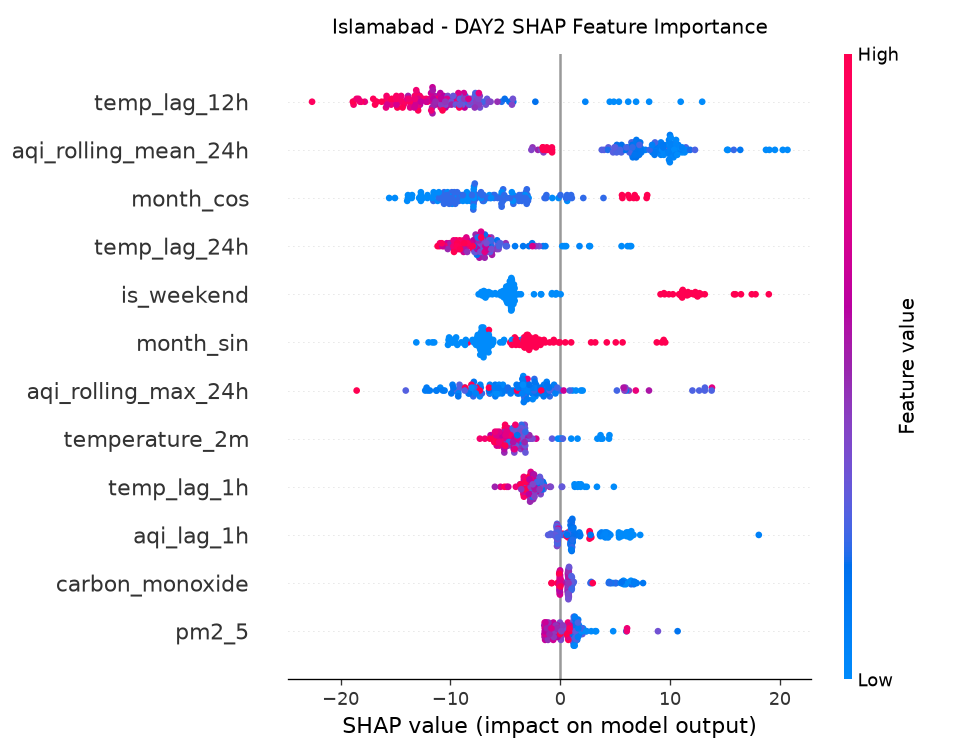 Islamabad - DAY2 SHAP Feature Importance
High
temp_lag_12h
aqi_rolling_mean_24h
month_cos
temp_lag_24h
is_weekend
month_sin
aqi_rolling_max_24h
temperature_2m
temp_lag_1h
aqi_lag_1h
carbon_monoxide
pm2_5
Feature value
Low
−20 −10 0 10 20
SHAP value (impact on model output)